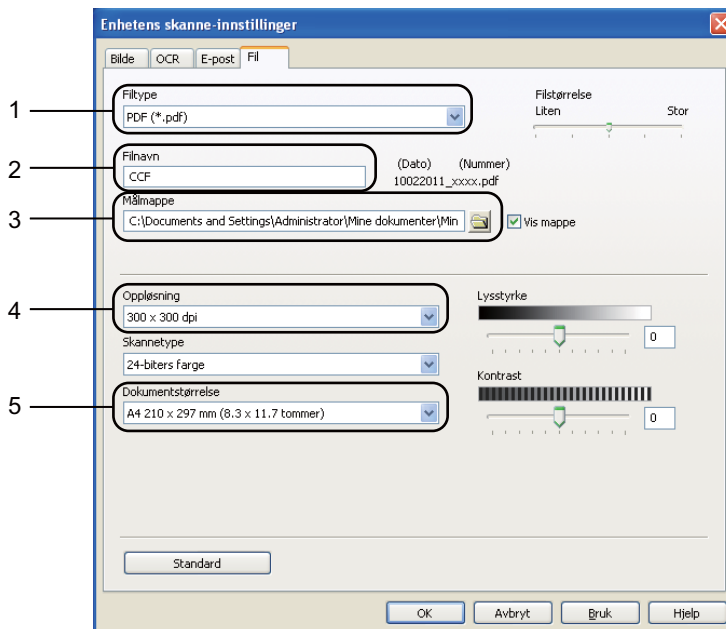 Enhetens skanne-innstillinger
Bilde OCR E-post Fil
1
Filtype
PDF (*.pdf)
Filstørrelse
Liten Stor
2
Filnavn
CCF
(Dato) (Nummer)
10022011_xxxx.pdf
3
Målmappe
C:\Documents and Settings\Administrator\Mine dokumenter\Min
Vis mappe
4
Oppløsning
300 x 300 dpi
Lysstyrke
0
Skannetype
24-biters farge
Kontrast
0
5
Dokumentstørrelse
A4 210 x 297 mm (8.3 x 11.7 tommer)
Standard
OK Avbryt Bruk Hjelp